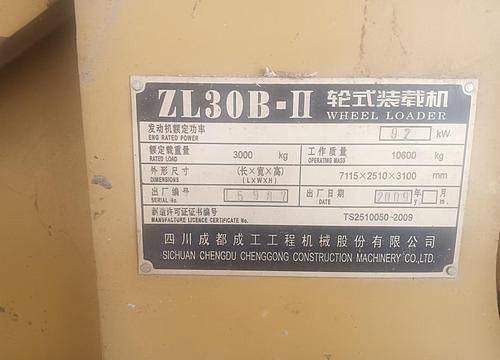 ZL30B-II 轮式装载机
WHEEL LOADER
发动机额定功率 92 kW
ENG RATED POWER
额定载重量 3000 kg 工作质量 10600 kg
RATED LOAD OPERATING MASS
外形尺寸 (长×宽×高) 7115×2510×3100 mm
DIMENSIONS (L×W×H)
出厂编号 出厂日期 2009 年 月
SERIAL No. DATE y. m.
制造许可证证书编号 TS2510050-2009
MANUFACTURE LICENCE CERTIFICATE No.
四川成都成工工程机械股份有限公司
SICHUAN CHENGDU CHENGGONG CONSTRUCTION MACHINERY CO.,LTD.